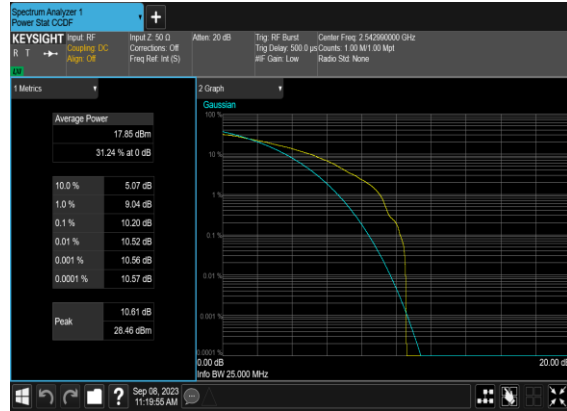 Spectrum Analyzer 1
Power Stat CCDF
+
KEYSIGHT
R T
Input: RF
Coupling: DC
Align: Off
Input Z: 50 Ω
Corrections: Off
Freq Ref: Int (S)
Atten: 20 dB
Trig: RF Burst
Trig Delay: 500.0 µs
#IF Gain: Low
Center Freq: 2.542990000 GHz
Counts: 1.00 M/1.00 Mpt
Radio Std: None
1 Metrics
Average Power
17.85 dBm
31.24 % at 0 dB
10.0 % 5.07 dB
1.0 % 9.04 dB
0.1 % 10.20 dB
0.01 % 10.52 dB
0.001 % 10.56 dB
0.0001 % 10.57 dB
Peak
10.61 dB
28.46 dBm
2 Graph
Gaussian
100 %
10 %
1 %
0.1 %
0.01 %
0.001 %
0.0001 %
0.00 dB
20.00 dB
Info BW 25.000 MHz
?
Sep 08, 2023
11:19:55 AM